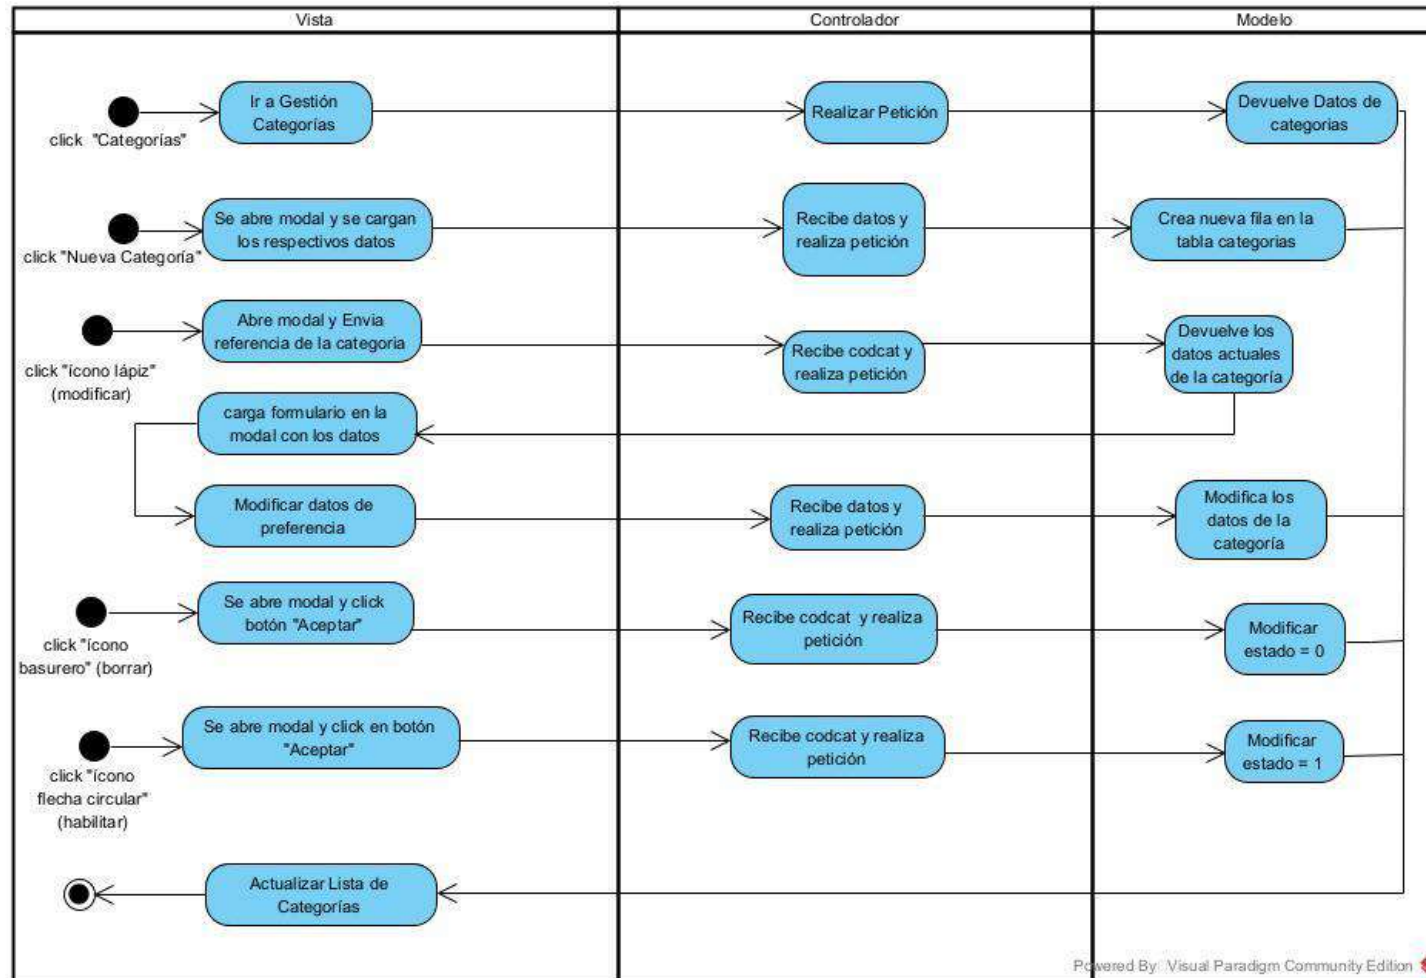 Vista
Controlador
Modelo
Ir a Gestión
Categorías
Realizar Petición
Devuelve Datos de
categorias
click "Categorías"
Se abre modal y se cargan
los respectivos datos
Recibe datos y
realiza petición
Crea nueva fila en la
tabla categorias
click "Nueva Categoría"
Abre modal y Envia
referencia de la categoria
Recibe codcat y
realiza petición
Devuelve los
datos actuales
de la categoría
click "ícono lápiz"
(modificar)
carga formulario en la
modal con los datos
Modificar datos de
preferencia
Recibe datos y
realiza petición
Modifica los
datos de la
categoría
Se abre modal y click
botón "Aceptar"
Recibe codcat y realiza
petición
Modificar
estado = 0
click "ícono
basurero" (borrar)
Se abre modal y click en botón
"Aceptar"
Recibe codcat y realiza
petición
Modificar
estado = 1
click "ícono
flecha circular"
(habilitar)
Actualizar Lista de
Categorías
Powered By Visual Paradigm Community Edition